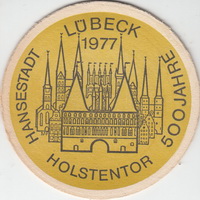 HANSESTADT
LÜBECK
1977
500 JAHRE
HOLSTENTOR